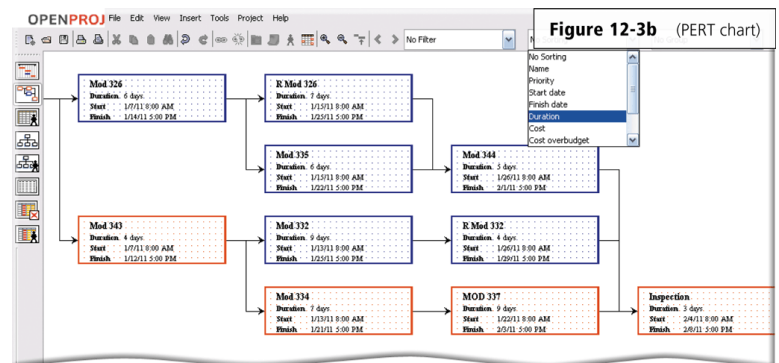 OPENPROJ File Edit View Insert Tools Project Help
Figure 12-3b (PERT chart)
No Filter
No Sorting
Name
Priority
Start date
Finish date
Duration
Cost
Cost overbudget
Mod 326
Duration 6 days
Start 1/7/11 8:00 AM
Finish 1/14/11 5:00 PM
R Mod 326
Duration 7 days
Start 1/15/11 8:00 AM
Finish 1/25/11 5:00 PM
Mod 335
Duration 6 days
Start 1/15/11 8:00 AM
Finish 1/22/11 5:00 PM
Mod 344
Duration 5 days
Start 1/26/11 8:00 AM
Finish 2/1/11 5:00 PM
Mod 343
Duration 4 days
Start 1/7/11 8:00 AM
Finish 1/12/11 5:00 PM
Mod 332
Duration 9 days
Start 1/13/11 8:00 AM
Finish 1/25/11 5:00 PM
R Mod 332
Duration 4 days
Start 1/26/11 8:00 AM
Finish 1/29/11 5:00 PM
Mod 334
Duration 7 days
Start 1/13/11 8:00 AM
Finish 1/21/11 5:00 PM
MOD 337
Duration 9 days
Start 1/22/11 8:00 AM
Finish 2/3/11 5:00 PM
Inspection
Duration 3 days
Start 2/4/11 8:00 AM
Finish 2/8/11 5:00 PM